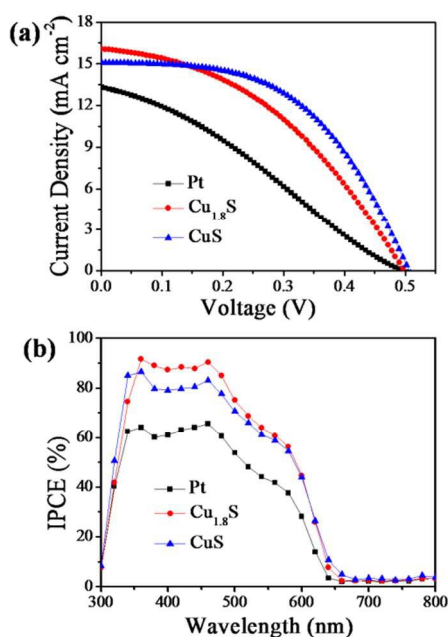 (a)
18
15
12
9
6
3
0
Current Density (mA cm-2)
Pt
Cu1.8S
CuS
0.0 0.1 0.2 0.3 0.4 0.5
Voltage (V)
(b)
100
80
60
40
20
0
IPCE (%)
Pt
Cu1.8S
CuS
300 400 500 600 700 800
Wavelength (nm)